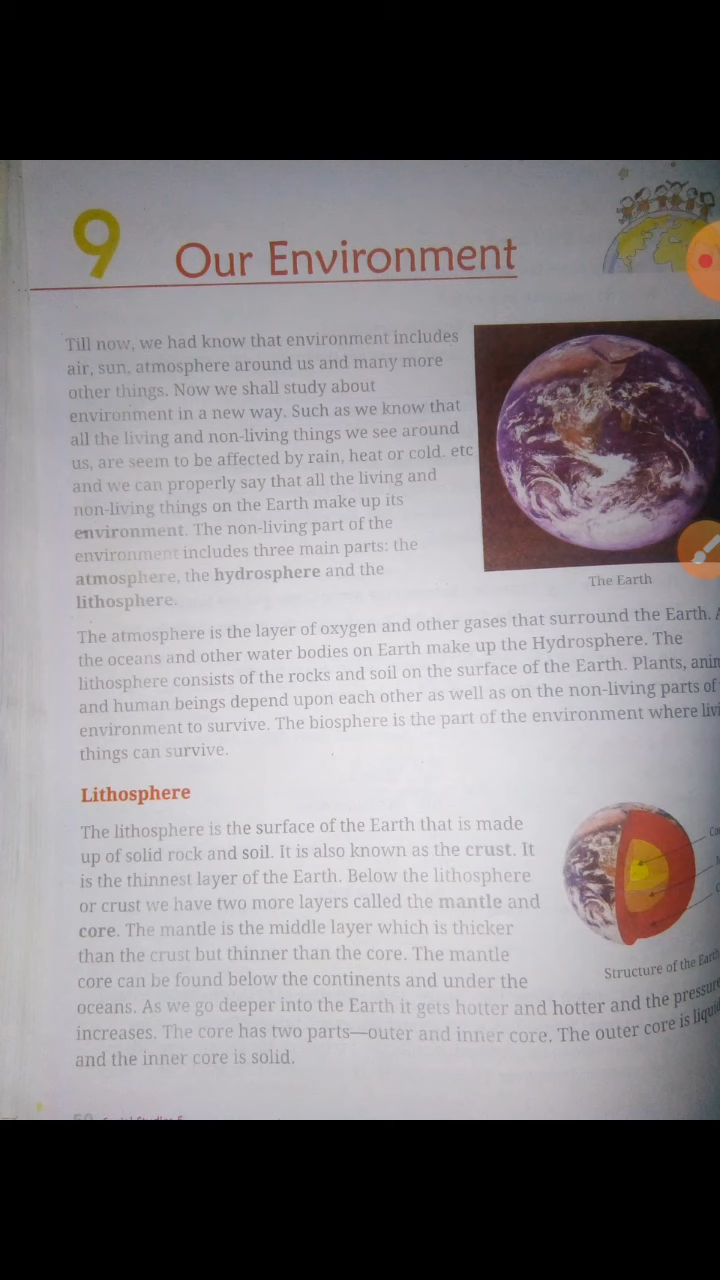 9
Our Environment
Till now, we had know that environment includes
air, sun, atmosphere around us and many more
other things. Now we shall study about
environment in a new way. Such as we know that
all the living and non-living things we see around
us, are seem to be affected by rain, heat or cold. etc
and we can properly say that all the living and
non-living things on the Earth make up its
environment. The non-living part of the
environment includes three main parts: the
atmosphere, the hydrosphere and the
lithosphere.
The Earth
The atmosphere is the layer of oxygen and other gases that surround the Earth.
the oceans and other water bodies on Earth make up the Hydrosphere. The
lithosphere consists of the rocks and soil on the surface of the Earth. Plants,
and human beings depend upon each other as well as on the non-living parts of
environment to survive. The biosphere is the part of the environment where
things can survive.
Lithosphere
The lithosphere is the surface of the Earth that is made
up of solid rock and soil. It is also known as the crust. It
is the thinnest layer of the Earth. Below the lithosphere
or crust we have two more layers called the mantle and
core. The mantle is the middle layer which is thicker
than the crust but thinner than the core. The mantle
core can be found below the continents and under the
oceans. As we go deeper into the Earth it gets hotter and hotter and the pressure
increases. The core has two parts—outer and inner core. The outer core is liquid
and the inner core is solid.
Structure of the Earth